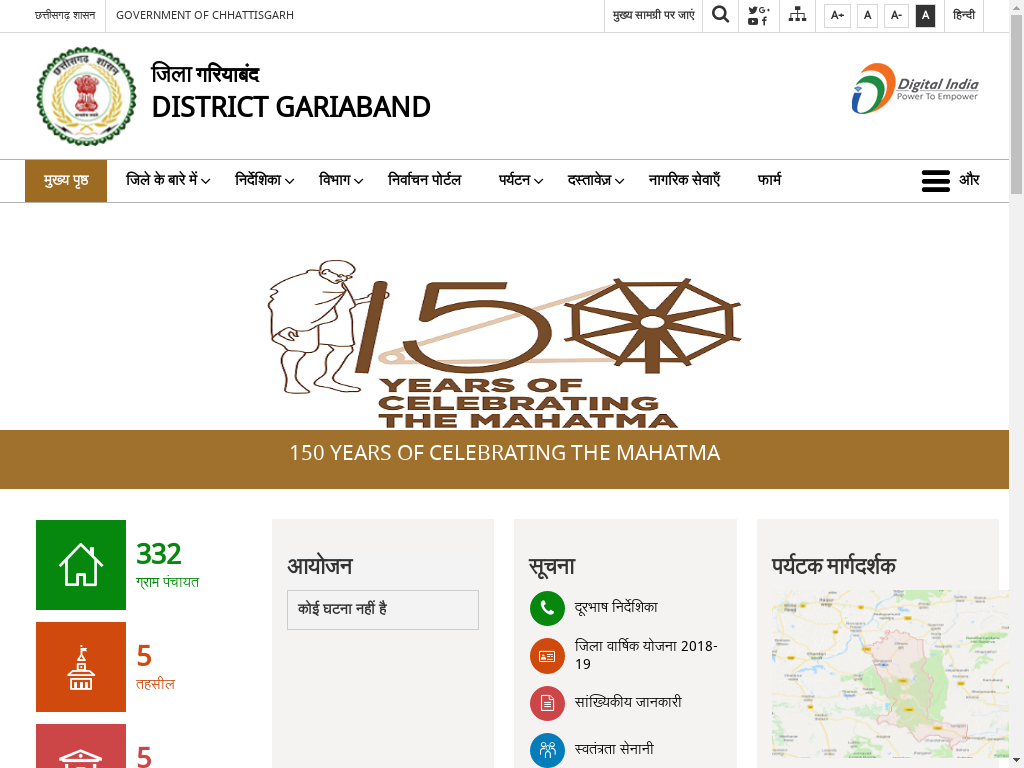 छत्तीसगढ़ शासन
GOVERNMENT OF CHHATTISGARH
मुख्य सामग्री पर जाएं
A+
A
A-
A
हिन्दी
जिला गरियाबंद
DISTRICT GARIABAND
Digital India
Power To Empower
मुख्य पृष्ठ
जिले के बारे में
निर्देशिका
विभाग
निर्वाचन पोर्टल
पर्यटन
दस्तावेज़
नागरिक सेवाएँ
फार्म
और
150
YEARS OF
CELEBRATING
THE MAHATMA
150 YEARS OF CELEBRATING THE MAHATMA
332
ग्राम पंचायत
5
तहसील
5
आयोजन
कोई घटना नहीं है
सूचना
दूरभाष निर्देशिका
जिला वार्षिक योजना 2018-
19
सांख्यिकीय जानकारी
स्वतंत्रता सेनानी
पर्यटक मार्गदर्शक